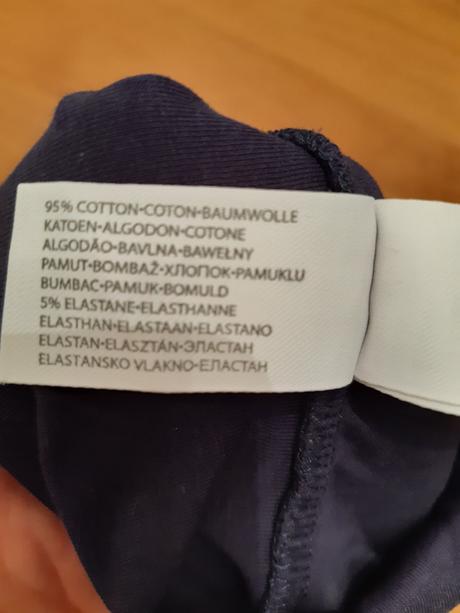 95% COTTON•COTON•BAUMWOLLE
KATOEN•ALGODON•COTONE
ALGODÃO•BAVLNA•BAWEŁNY
PAMUT•BOMBAŽ•ХЛОПОК•PAMUKLU
BUMBAC•PAMUK•BOMULD
5% ELASTANE•ELASTHANNE
ELASTHAN•ELASTAAN•ELASTANO
ELASTAN•ELASZTÁN•ЭЛАСТАН
ELASTANSKO VLAKNO•ЕЛАСТАН